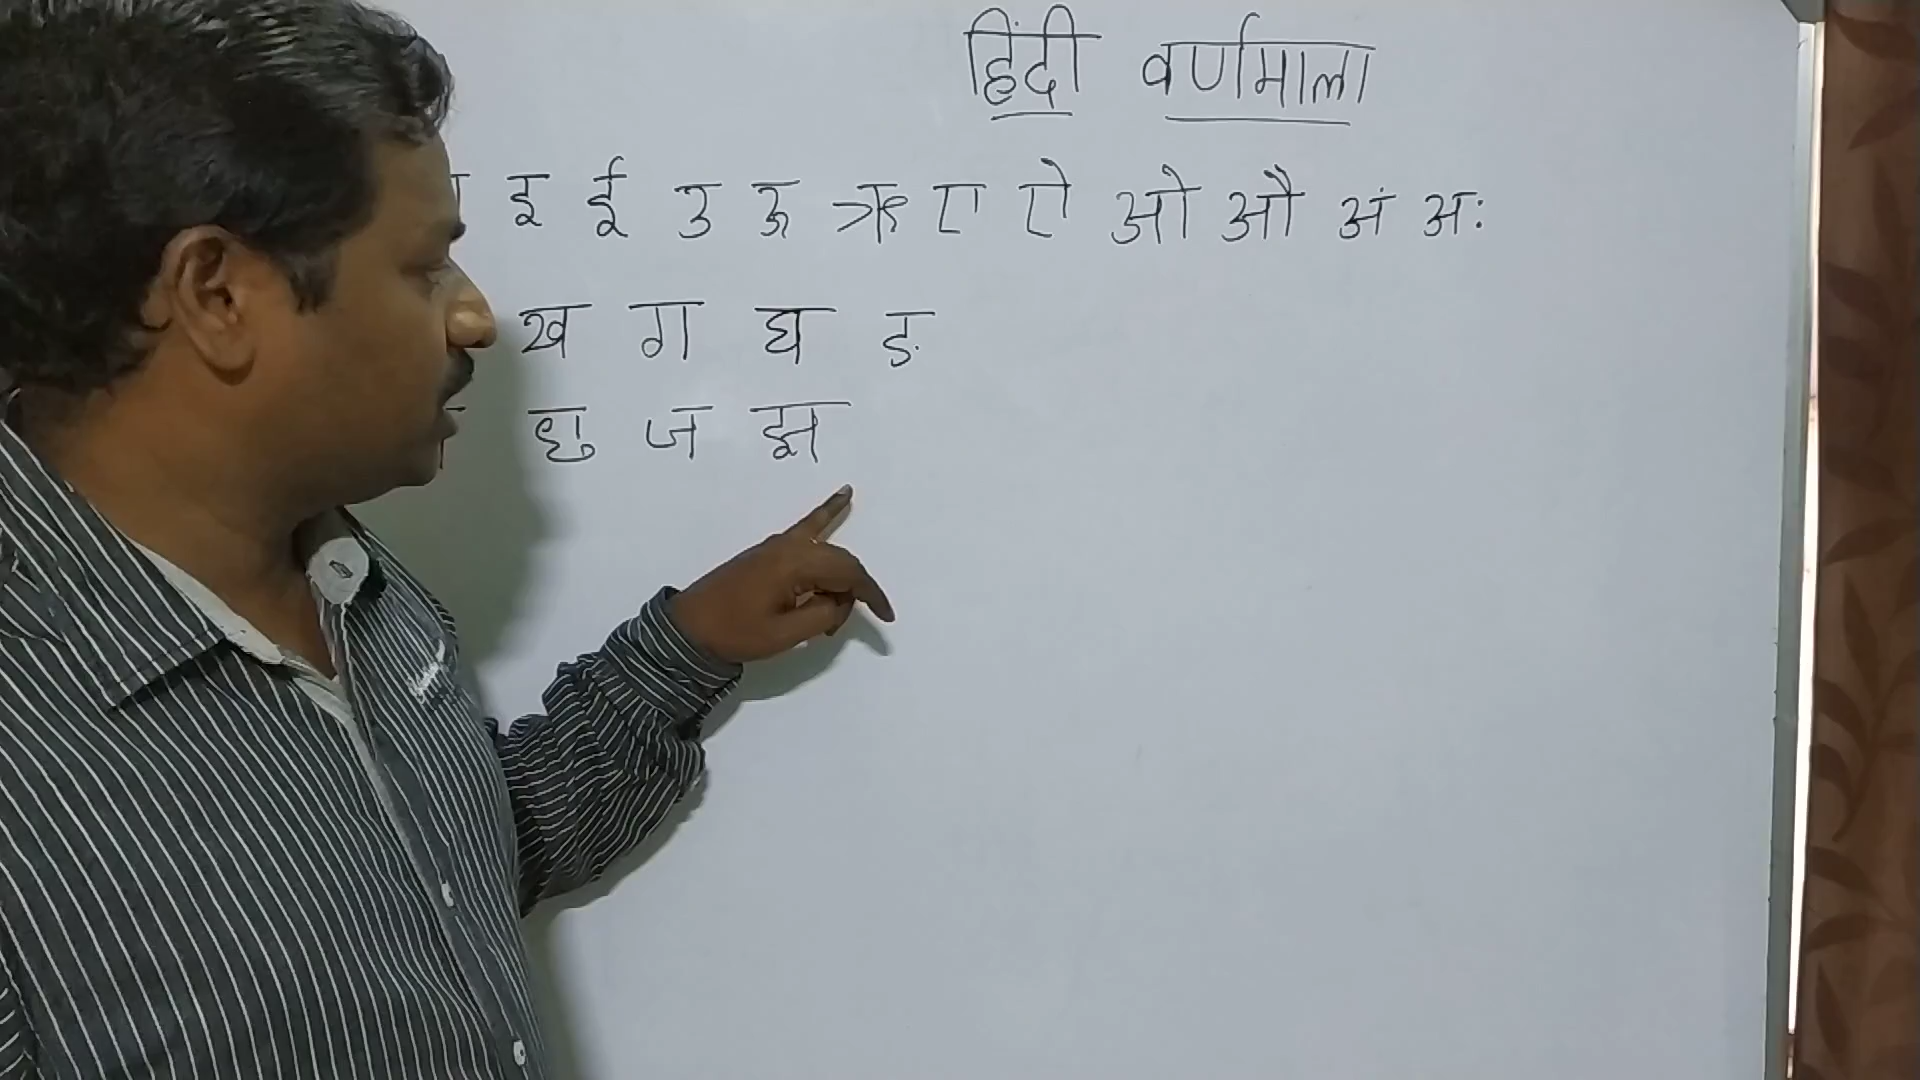 हिंदी वर्णमाला
इ ई उ ऊ ऋ ए ऐ ओ औ अं अः
ख ग घ ङ
छ ज झ